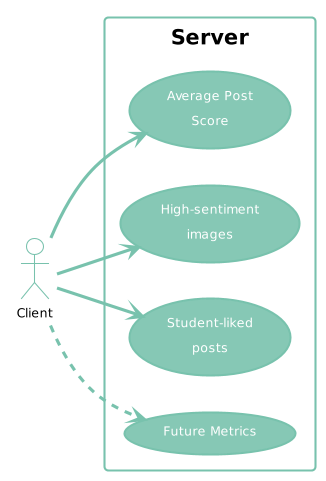 Server
Average Post
Score
High-sentiment
images
Client
Student-liked
posts
Future Metrics